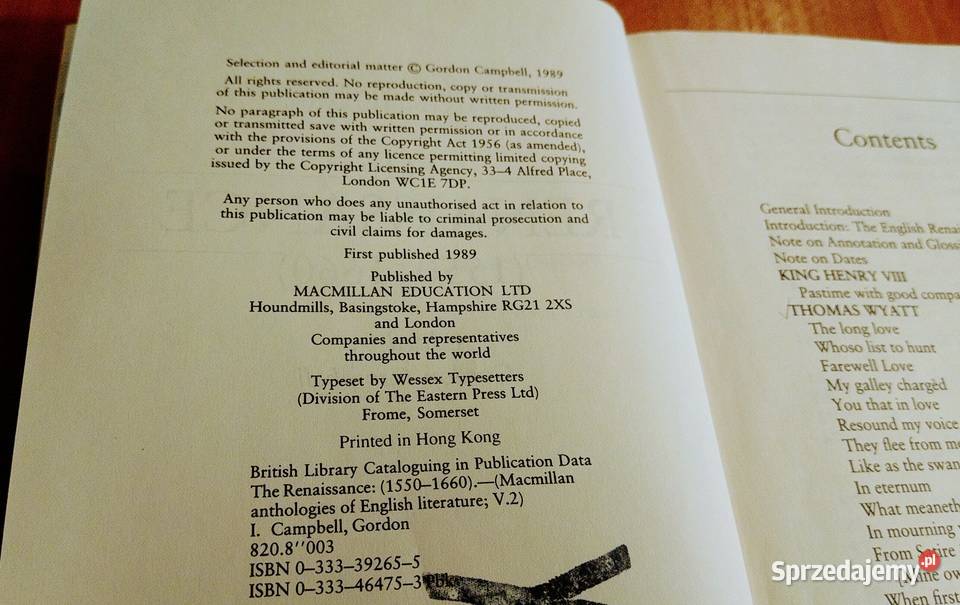 Selection and editorial matter © Gordon Campbell, 1989
All rights reserved. No reproduction, copy or transmission
of this publication may be made without written permission.
No paragraph of this publication may be reproduced, copied
or transmitted save with written permission or in accordance
with the provisions of the Copyright Act 1956 (as amended),
or under the terms of any licence permitting limited copying
issued by the Copyright Licensing Agency, 33–4 Alfred Place,
London WC1E 7DP.
Any person who does any unauthorised act in relation to
this publication may be liable to criminal prosecution and
civil claims for damages.
First published 1989
Published by
MACMILLAN EDUCATION LTD
Houndmills, Basingstoke, Hampshire RG21 2XS
and London
Companies and representatives
throughout the world
Typeset by Wessex Typesetters
(Division of The Eastern Press Ltd)
Frome, Somerset
Printed in Hong Kong
British Library Cataloguing in Publication Data
The Renaissance: (1550–1660).—(Macmillan
anthologies of English literature; V.2)
I. Campbell, Gordon
820.8''003
ISBN 0–333–39265–5
ISBN 0–333–46475–3 Pbk
Contents
General Introduction
Introduction: The English Renai
Note on Annotation and Glossi
Note on Dates
KING HENRY VIII
Pastime with good compa
THOMAS WYATT
The long love
Whoso list to hunt
Farewell Love
My galley chargèd
You that in love
Resound my voice
They flee from me
Like as the swan
In eternum
What meaneth
In mourning
From Satire
Mine ow
When first
Sprzedajemy.pl